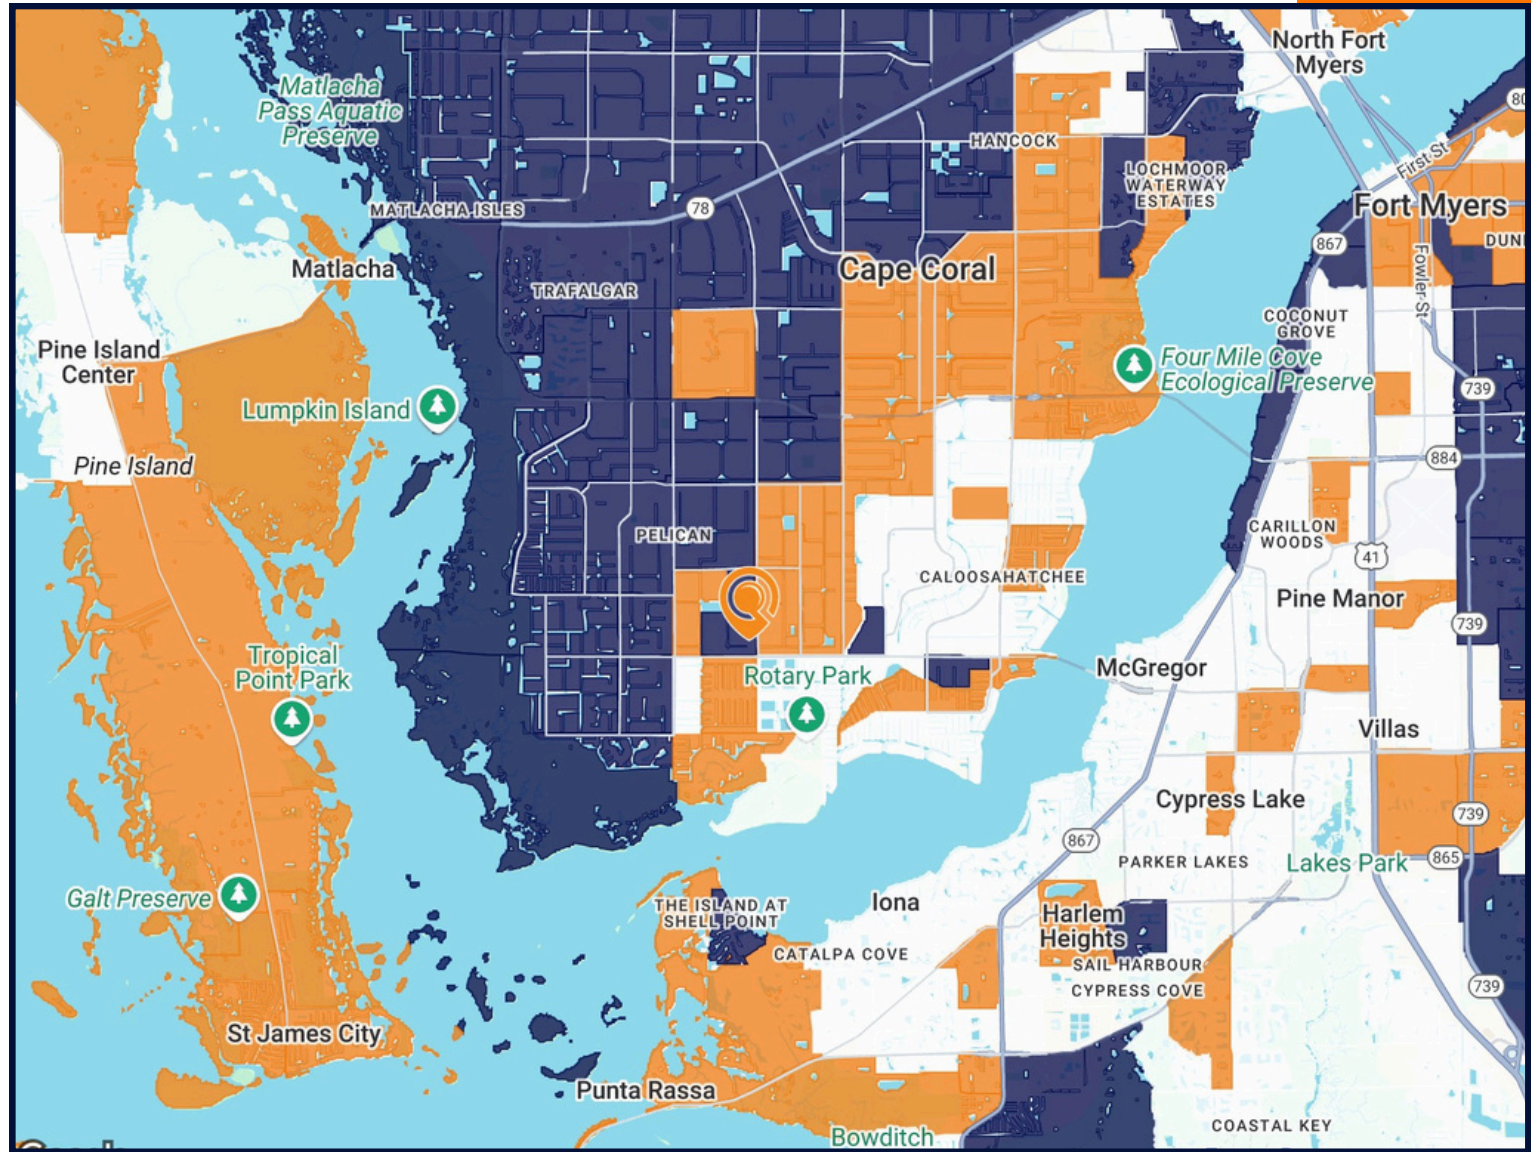 North Fort
Myers
Matlacha
Pass Aquatic
Preserve
80
HANCOCK
First St
LOCHMOOR
WATERWAY
ESTATES
MATLACHA ISLES
78
Fort Myers
867
DUN
Matlacha
Cape Coral
Fowler St
TRAFALGAR
COCONUT
GROVE
Pine Island
Center
Four Mile Cove
Ecological Preserve
739
Lumpkin Island
Pine Island
884
PELICAN
CARILLON
WOODS
41
CALOOSAHATCHEE
Pine Manor
739
Tropical
Point Park
McGregor
Rotary Park
Villas
Cypress Lake
739
867
PARKER LAKES
Lakes Park
865
Galt Preserve
THE ISLAND AT
SHELL POINT
Iona
Harlem
Heights
CATALPA COVE
SAIL HARBOUR
CYPRESS COVE
739
St James City
Punta Rassa
Bowditch
COASTAL KEY